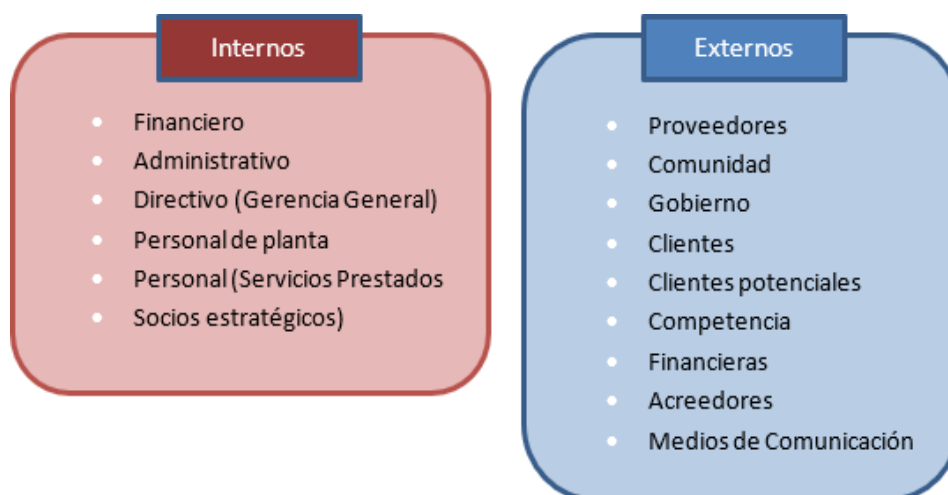 Internos
Financiero
Administrativo
Directivo (Gerencia General)
Personal de planta
Personal (Servicios Prestados
Socios estratégicos)
Externos
Proveedores
Comunidad
Gobierno
Clientes
Clientes potenciales
Competencia
Financieras
Acreedores
Medios de Comunicación